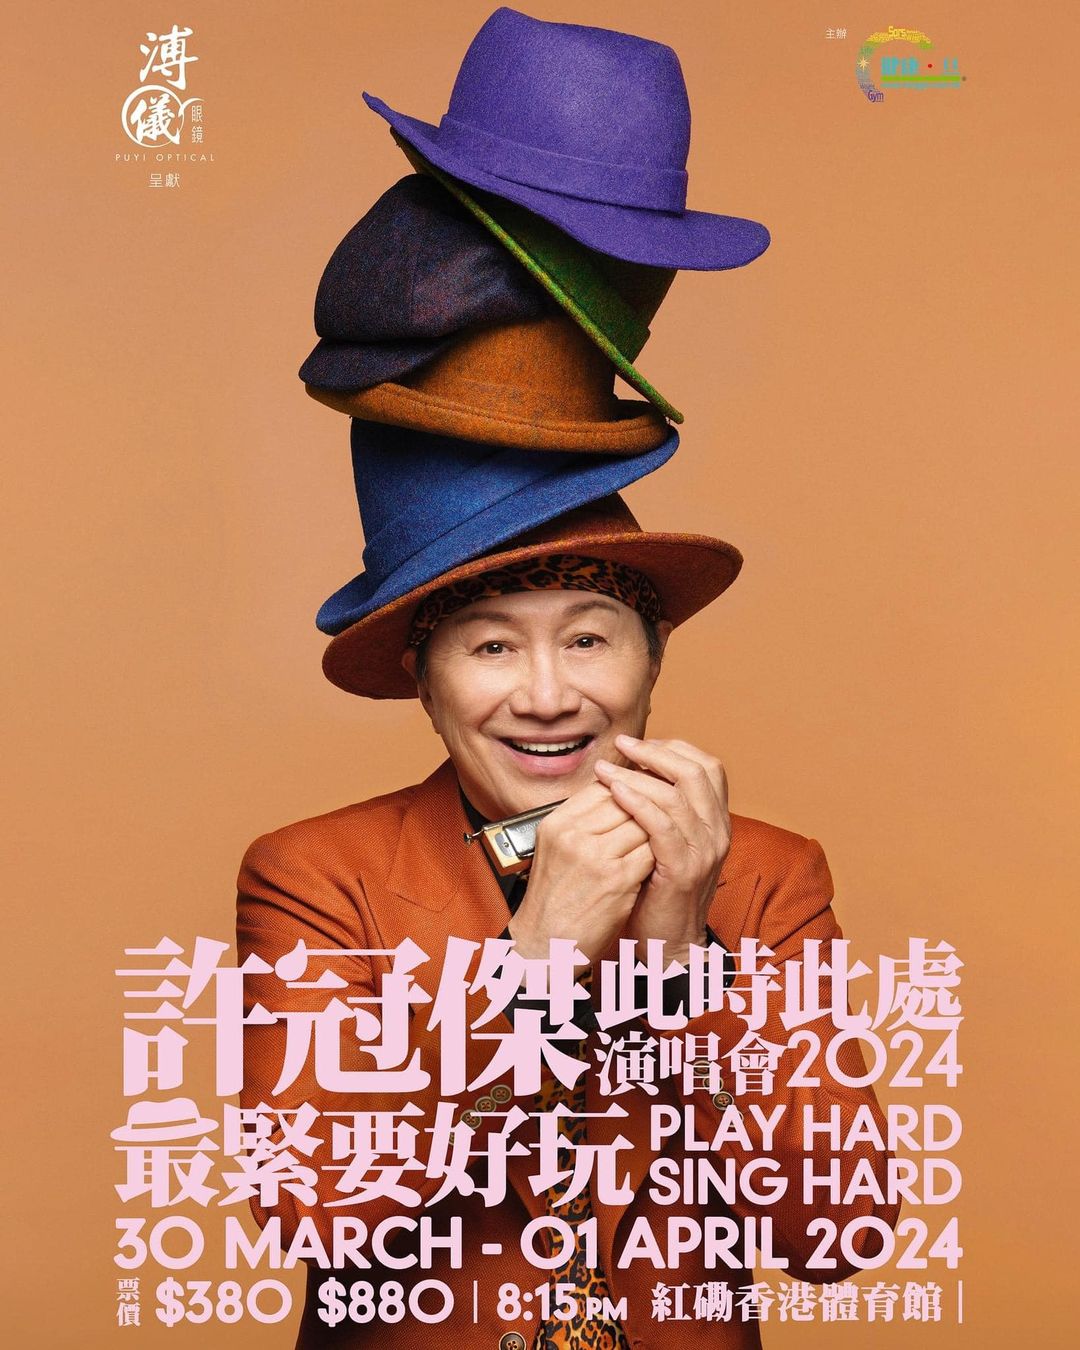 溥儀
眼鏡
PUYI OPTICAL
呈獻
主辦
Gym
許冠傑此時此處
演唱會2024
最緊要好玩 PLAY HARD
SING HARD
30 MARCH - 01 APRIL 2024
票價 $380 $880 | 8:15 PM 紅磡香港體育館 |